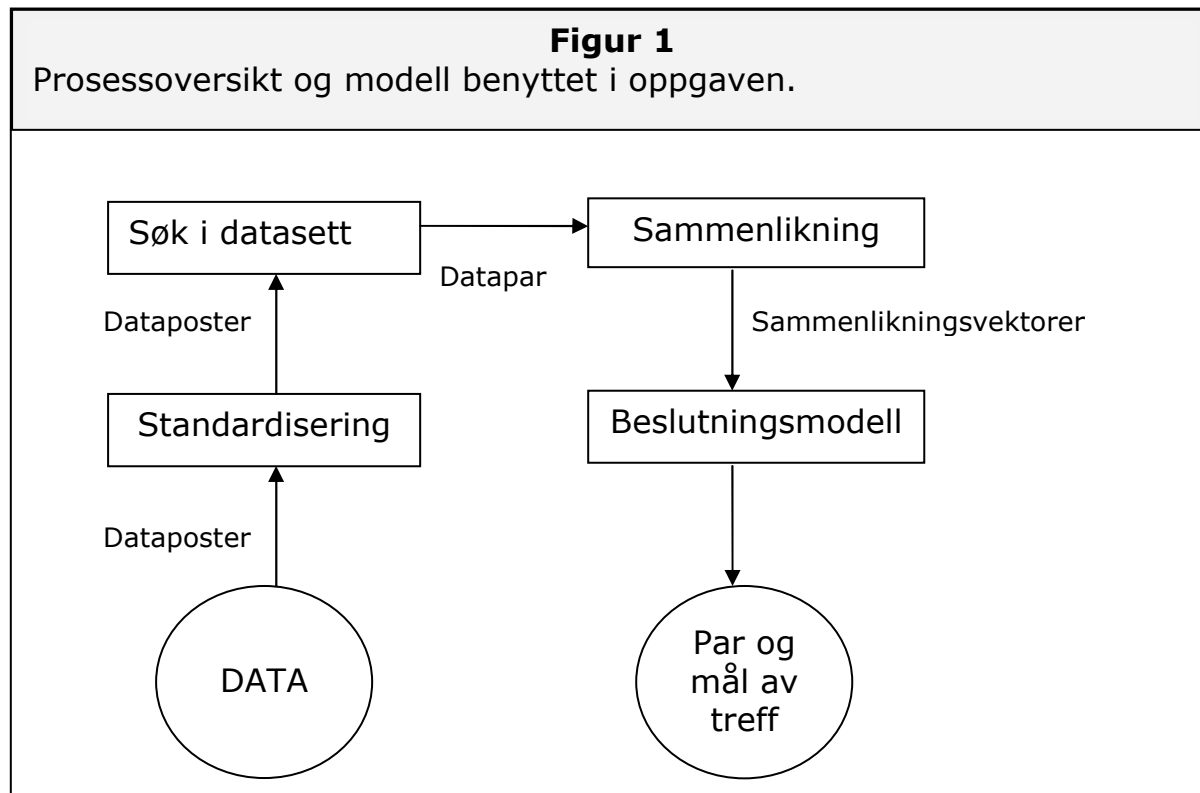 Figur 1
Prosessoversikt og modell benyttet i oppgaven.
Søk i datasett
Sammenlikning
Datapar
Dataposter
Sammenlikningsvektorer
Standardisering
Beslutningsmodell
Dataposter
DATA
Par og
mål av
treff